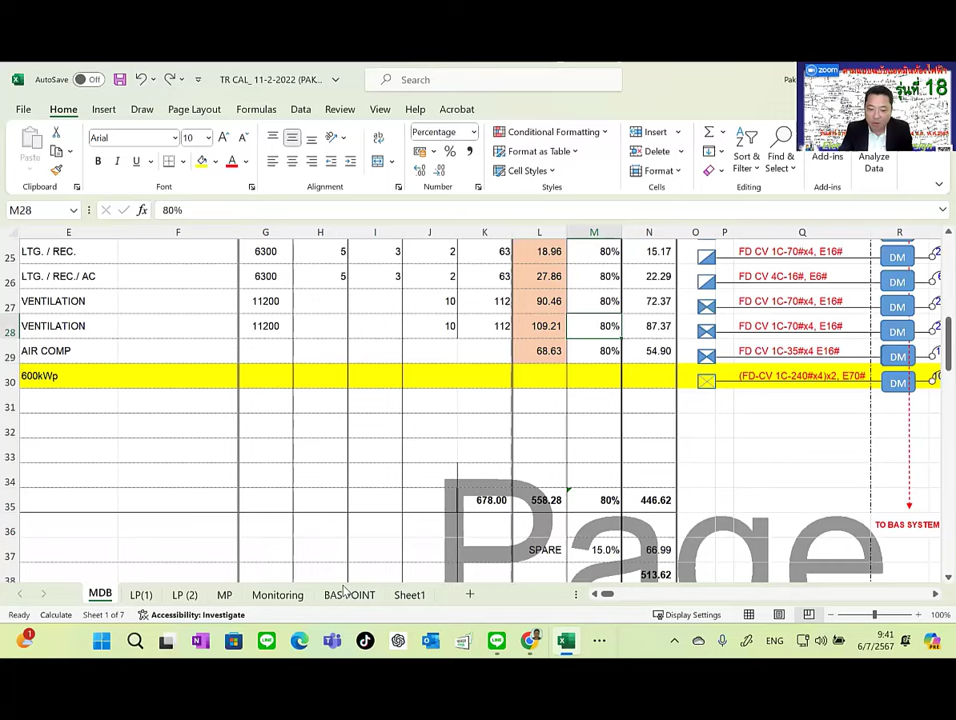 zoom
รุ่นที่ 18
AutoSave Off TR CAL_11-2-2022 (PAK... Search Pak
File Home Insert Draw Page Layout Formulas Data Review View Help Acrobat
Paste Arial 10 Percentage Conditional Formatting Insert
B I U Format as Table Delete Sort & Filter Find & Select Add-ins Analyze Data
Cell Styles Format
Clipboard Font Alignment Number Styles Cells Editing Add-ins
M28 80%
E F G H I J K L M N O P Q R
25 LTG. / REC. 6300 5 3 2 63 18.96 80% 15.17 FD CV 1C-70#x4, E16# DM
26 LTG. / REC./ AC 6300 5 3 2 63 27.86 80% 22.29 FD CV 4C-16#, E6# DM
27 VENTILATION 11200 10 112 90.46 80% 72.37 FD CV 1C-70#x4, E16# DM
28 VENTILATION 11200 10 112 109.21 80% 87.37 FD CV 1C-70#x4, E16# DM
29 AIR COMP 68.63 80% 54.90 FD CV 1C-35#x4 E16# DM
30 600kWp (FD-CV 1C-240#x4)x2, E70# DM
31
32
33
34
35 678.00 558.28 80% 446.62
36 TO BAS SYSTEM
37 SPARE 15.0% 66.99
38 513.62
Page
MDB LP(1) LP (2) MP Monitoring BAS POINT Sheet1
Ready Calculate Sheet 1 of 7 Accessibility: Investigate Display Settings 100%
ENG 9:41
6/7/2567